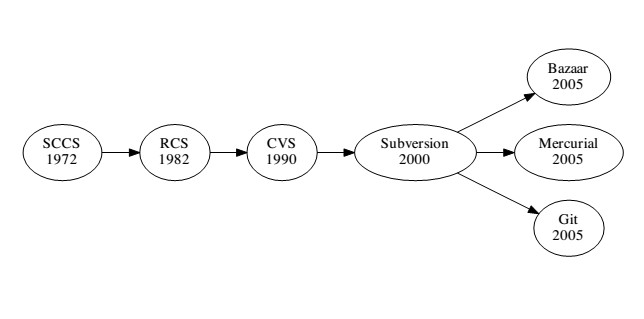 SCCS
1972
RCS
1982
CVS
1990
Subversion
2000
Bazaar
2005
Mercurial
2005
Git
2005